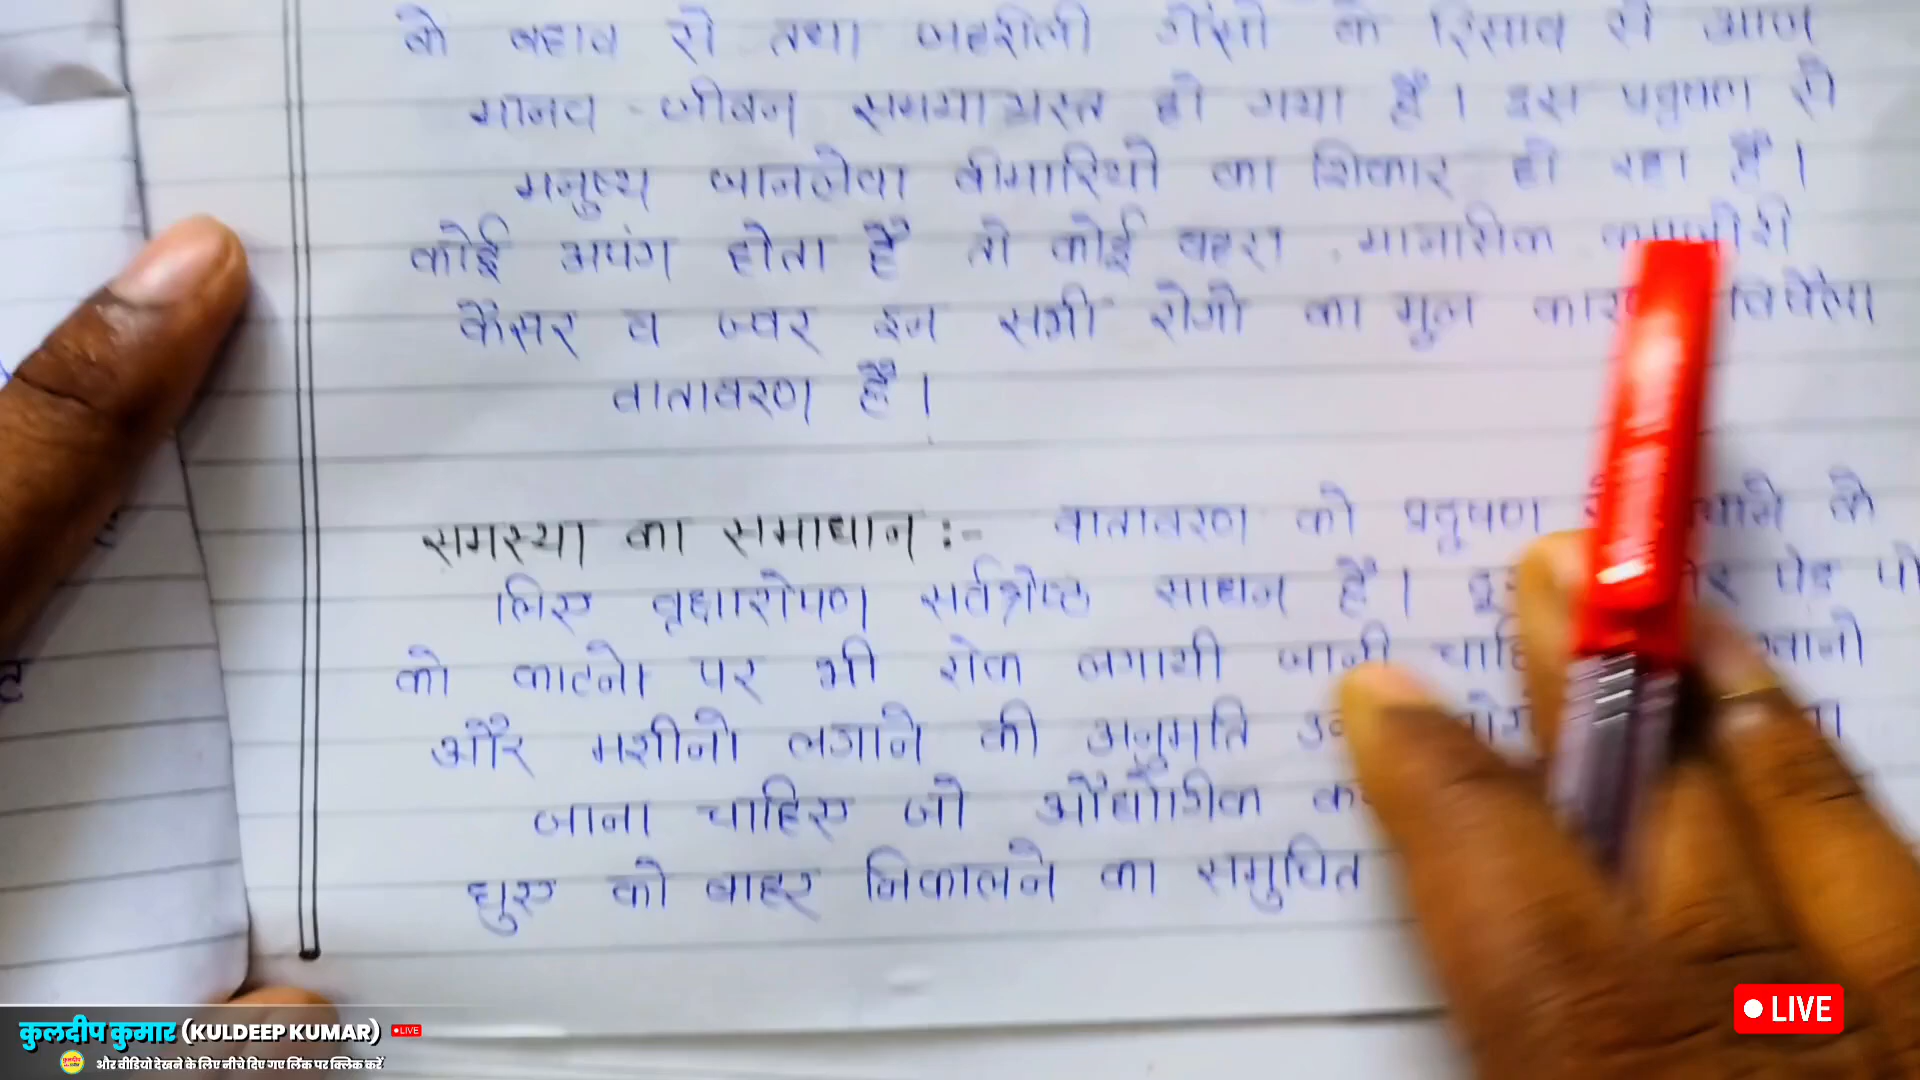 के बहाव से तथा जहरीली गैसो के रिसाव से आज
मानव - जीवन समस्याग्रस्त हो गया है । इस प्रदुषण से
मनुष्य जानलेवा बीमारियो का शिकार हो रहा है ।
कोई अपंग होता है तो कोई बहरा , मानसिक
कैंसर व ज्वर इन सभी रोगो का मुल विषैला
वातावरण है ।
समस्या का समाधान :- वातावरण को प्रदुषण के
लिए वृक्षारोपण सर्वश्रेष्ठ साधन है । पेड़
को काटने पर भी रोक लगायी जानी
और मशीनो लगाने की अनुमति
जाना चाहिए जो औद्योगिक
धुए को बाहर निकालने का समुचित
कुलदीप कुमार (KULDEEP KUMAR) LIVE
और वीडियो देखने के लिए नीचे दिए गए लिंक पर क्लिक करें
LIVE